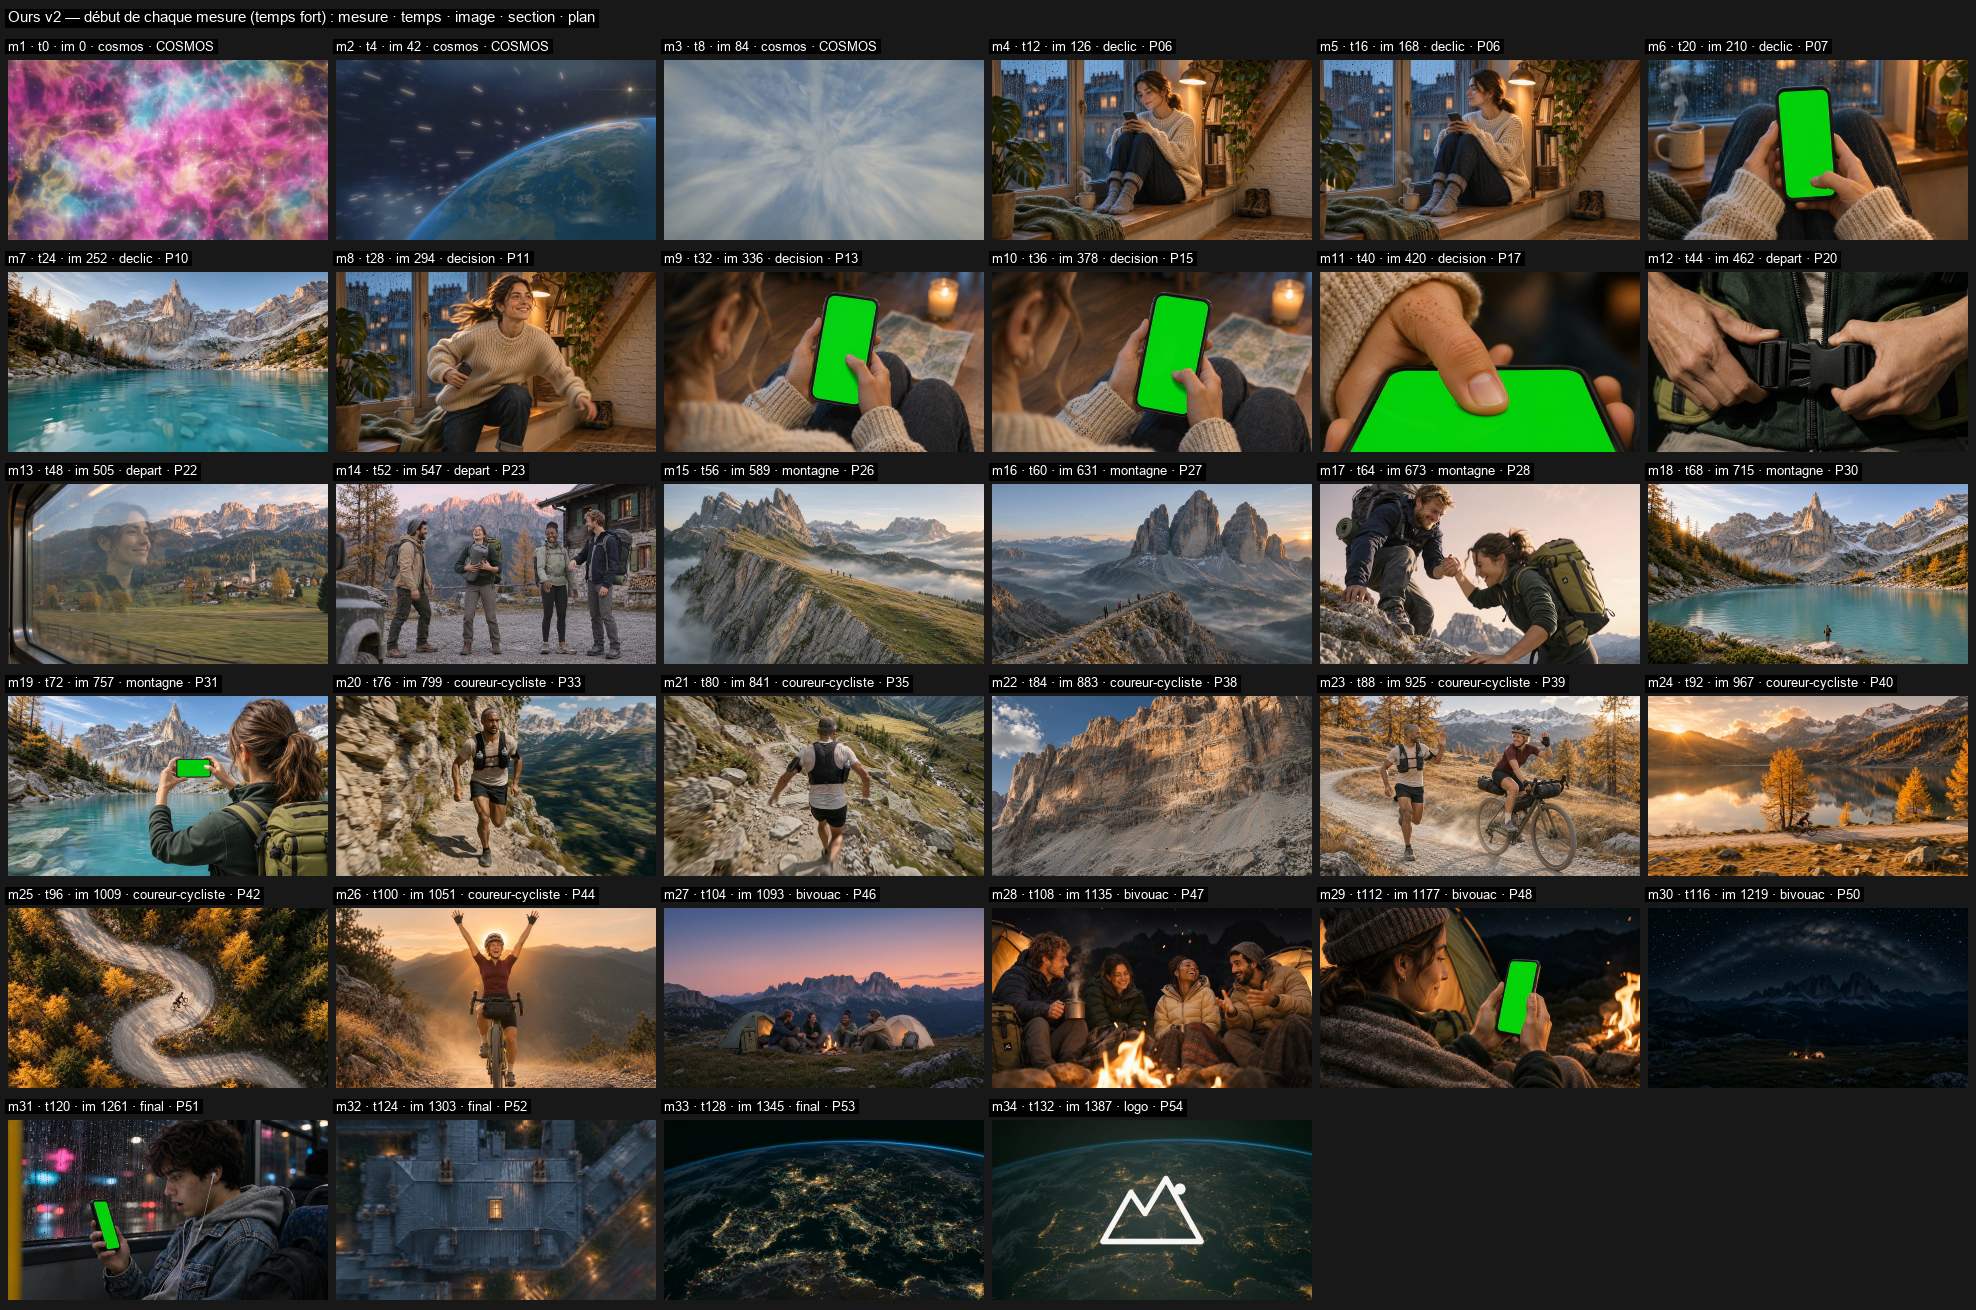 Ours v2 — début de chaque mesure (temps fort) : mesure · temps · image · section · plan
m1 · t0 · im 0 · cosmos · COSMOS
m2 · t4 · im 42 · cosmos · COSMOS
m3 · t8 · im 84 · cosmos · COSMOS
m4 · t12 · im 126 · declic · P06
m5 · t16 · im 168 · declic · P06
m6 · t20 · im 210 · declic · P07
m7 · t24 · im 252 · declic · P10
m8 · t28 · im 294 · decision · P11
m9 · t32 · im 336 · decision · P13
m10 · t36 · im 378 · decision · P15
m11 · t40 · im 420 · decision · P17
m12 · t44 · im 462 · depart · P20
m13 · t48 · im 505 · depart · P22
m14 · t52 · im 547 · depart · P23
m15 · t56 · im 589 · montagne · P26
m16 · t60 · im 631 · montagne · P27
m17 · t64 · im 673 · montagne · P28
m18 · t68 · im 715 · montagne · P30
m19 · t72 · im 757 · montagne · P31
m20 · t76 · im 799 · coureur-cycliste · P33
m21 · t80 · im 841 · coureur-cycliste · P35
m22 · t84 · im 883 · coureur-cycliste · P38
m23 · t88 · im 925 · coureur-cycliste · P39
m24 · t92 · im 967 · coureur-cycliste · P40
m25 · t96 · im 1009 · coureur-cycliste · P42
m26 · t100 · im 1051 · coureur-cycliste · P44
m27 · t104 · im 1093 · bivouac · P46
m28 · t108 · im 1135 · bivouac · P47
m29 · t112 · im 1177 · bivouac · P48
m30 · t116 · im 1219 · bivouac · P50
m31 · t120 · im 1261 · final · P51
m32 · t124 · im 1303 · final · P52
m33 · t128 · im 1345 · final · P53
m34 · t132 · im 1387 · logo · P54